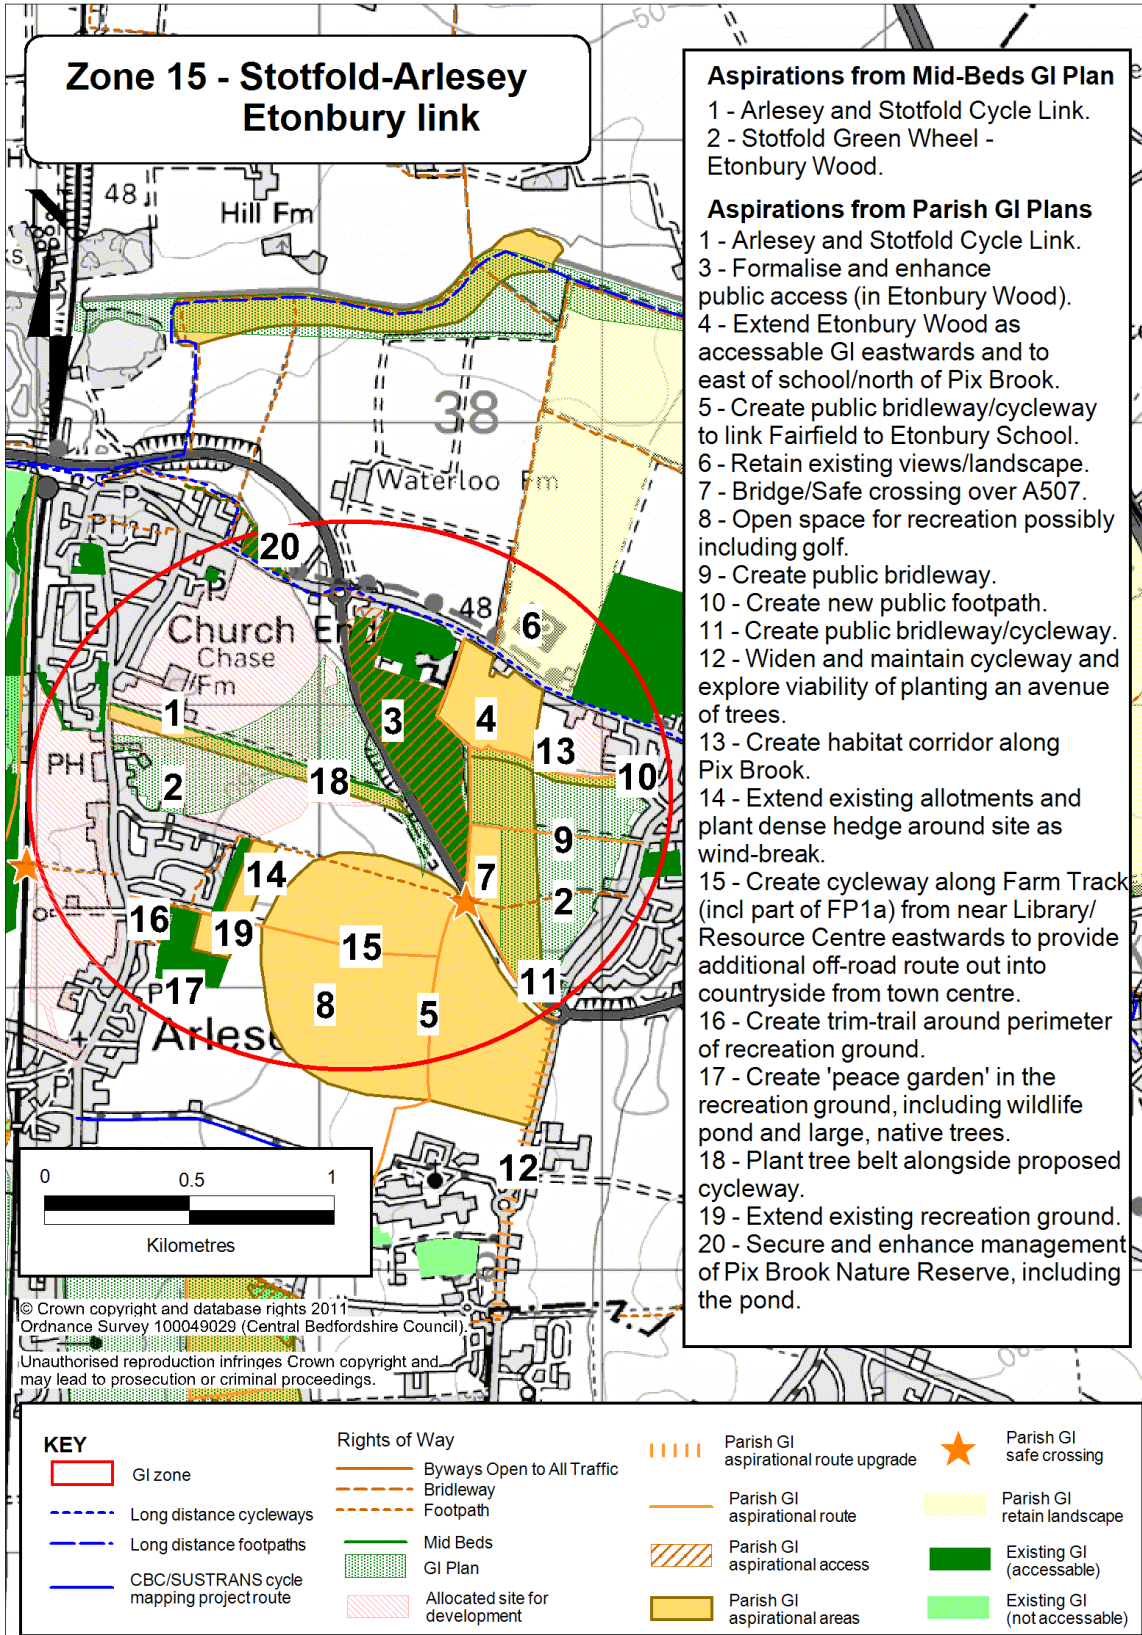 Zone 15 - Stotfold-Arlesey
Etonbury link
Aspirations from Mid-Beds GI Plan
1 - Arlesey and Stotfold Cycle Link.
2 - Stotfold Green Wheel -
Etonbury Wood.
Aspirations from Parish GI Plans
1 - Arlesey and Stotfold Cycle Link.
3 - Formalise and enhance
public access (in Etonbury Wood).
4 - Extend Etonbury Wood as
accessable GI eastwards and to
east of school/north of Pix Brook.
5 - Create public bridleway/cycleway
to link Fairfield to Etonbury School.
6 - Retain existing views/landscape.
7 - Bridge/Safe crossing over A507.
8 - Open space for recreation possibly
including golf.
9 - Create public bridleway.
10 - Create new public footpath.
11 - Create public bridleway/cycleway.
12 - Widen and maintain cycleway and
explore viability of planting an avenue
of trees.
13 - Create habitat corridor along
Pix Brook.
14 - Extend existing allotments and
plant dense hedge around site as
wind-break.
15 - Create cycleway along Farm Track
(incl part of FP1a) from near Library/
Resource Centre eastwards to provide
additional off-road route out into
countryside from town centre.
16 - Create trim-trail around perimeter
of recreation ground.
17 - Create 'peace garden' in the
recreation ground, including wildlife
pond and large, native trees.
18 - Plant tree belt alongside proposed
cycleway.
19 - Extend existing recreation ground.
20 - Secure and enhance management
of Pix Brook Nature Reserve, including
the pond.
50
48
Hill Fm
38
Waterloo Fm
P
PH
20
P
48
6
Church End
Chase
Fm
1
3
4
13
PH
2
18
10
9
14
7
2
16
19
15
17
11
P
8
5
Arlese
P
12
0
0.5
1
Kilometres
© Crown copyright and database rights 2011
Ordnance Survey 100049029 (Central Bedfordshire Council).
Unauthorised reproduction infringes Crown copyright and
may lead to prosecution or criminal proceedings.
KEY
GI zone
Long distance cycleways
Long distance footpaths
CBC/SUSTRANS cycle
mapping project route
Rights of Way
Byways Open to All Traffic
Bridleway
Footpath
Mid Beds
GI Plan
Allocated site for
development
Parish GI
aspirational route upgrade
Parish GI
aspirational route
Parish GI
aspirational access
Parish GI
aspirational areas
Parish GI
safe crossing
Parish GI
retain landscape
Existing GI
(accessable)
Existing GI
(not accessable)